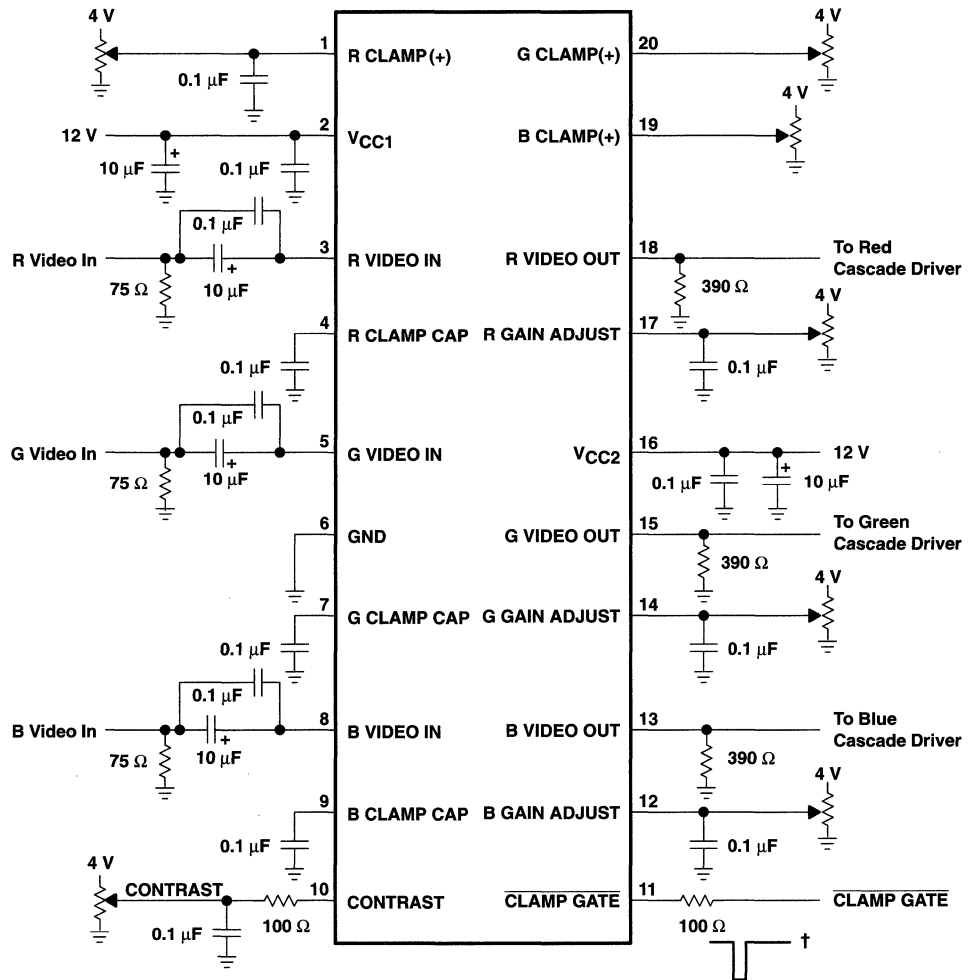 4 V
1
R CLAMP(+)
0.1 µF
G CLAMP(+)
20
4 V
12 V
2
VCC1
10 µF
+
0.1 µF
B CLAMP(+)
19
4 V
0.1 µF
R Video In
3
R VIDEO IN
75 Ω
10 µF
+
R VIDEO OUT
18
To Red
Cascade Driver
390 Ω
4
R CLAMP CAP
0.1 µF
R GAIN ADJUST
17
4 V
0.1 µF
0.1 µF
G Video In
5
G VIDEO IN
75 Ω
10 µF
+
VCC2
16
12 V
0.1 µF
+
10 µF
6
GND
G VIDEO OUT
15
To Green
Cascade Driver
390 Ω
7
G CLAMP CAP
0.1 µF
G GAIN ADJUST
14
4 V
0.1 µF
0.1 µF
B Video In
8
B VIDEO IN
75 Ω
10 µF
+
B VIDEO OUT
13
To Blue
Cascade Driver
390 Ω
9
B CLAMP CAP
0.1 µF
B GAIN ADJUST
12
4 V
0.1 µF
4 V
CONTRAST
10
CONTRAST
0.1 µF
100 Ω
CLAMP GATE
11
CLAMP GATE
100 Ω
†